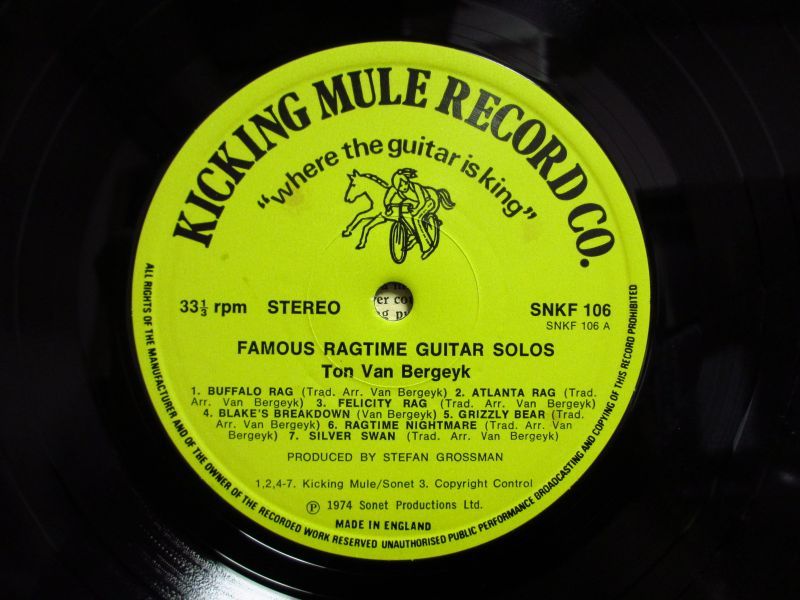 KICKING MULE RECORD CO.
"where the guitar is king"
33⅓ rpm STEREO
SNKF 106
SNKF 106 A
FAMOUS RAGTIME GUITAR SOLOS
Ton Van Bergeyk
1. BUFFALO RAG (Trad. Arr. Van Bergeyk) 2. ATLANTA RAG (Trad.
Arr. Van Bergeyk) 3. FELICITY RAG (Trad. Arr. Van Bergeyk)
4. BLAKE'S BREAKDOWN (Van Bergeyk) 5. GRIZZLY BEAR (Trad.
Arr. Van Bergeyk) 6. RAGTIME NIGHTMARE (Trad. Arr. Van
Bergeyk) 7. SILVER SWAN (Trad. Arr. Van Bergeyk)
PRODUCED BY STEFAN GROSSMAN
1,2,4-7. Kicking Mule/Sonet 3. Copyright Control
Ⓟ 1974 Sonet Productions Ltd.
MADE IN ENGLAND
ALL RIGHTS OF THE MANUFACTURER AND OF THE OWNER OF THE RECORDED WORK RESERVED UNAUTHORISED PUBLIC PERFORMANCE BROADCASTING AND COPYING OF THIS RECORD PROHIBITED